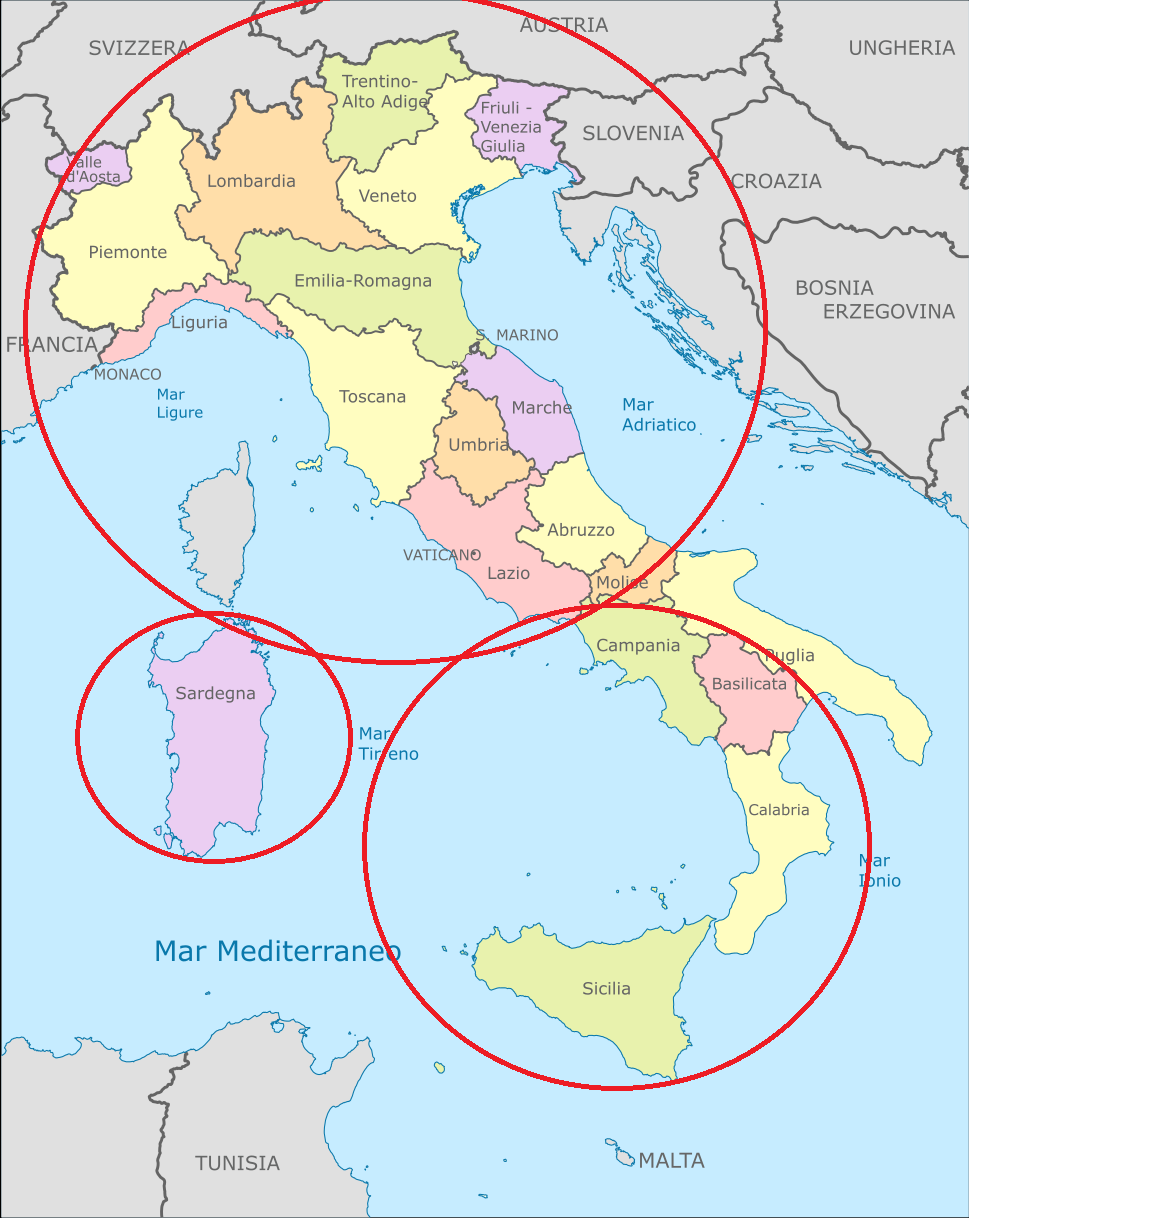 AUSTRIA
SVIZZERA
UNGHERIA
Trentino-
Alto Adige
Friuli -
Venezia
Giulia
SLOVENIA
Valle
d'Aosta
Lombardia
CROAZIA
Veneto
Piemonte
Emilia-Romagna
BOSNIA
ERZEGOVINA
Liguria
S. MARINO
FRANCIA
MONACO
Mar
Ligure
Toscana
Marche
Mar
Adriatico
Umbria
Abruzzo
VATICANO
Lazio
Molise
Campania
Puglia
Basilicata
Sardegna
Mar
Tirreno
Calabria
Mar
Ionio
Mar Mediterraneo
Sicilia
TUNISIA
MALTA